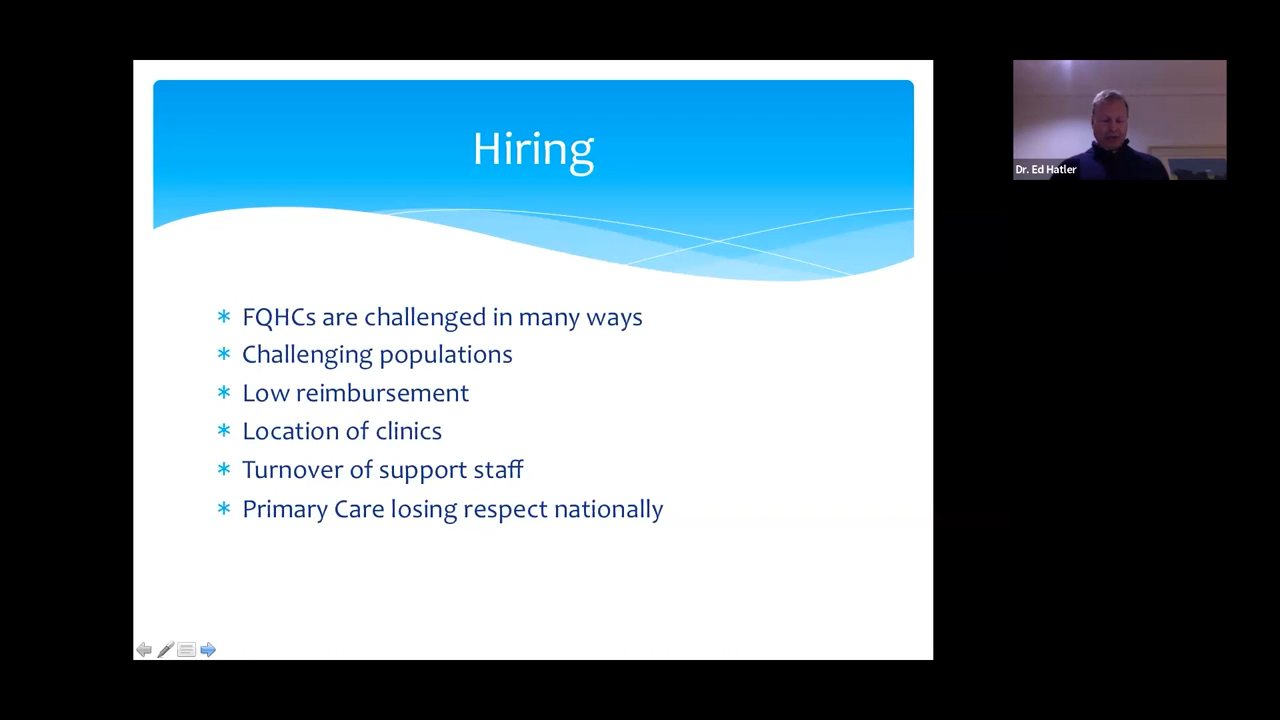 Hiring
* FQHCs are challenged in many ways
* Challenging populations
* Low reimbursement
* Location of clinics
* Turnover of support staff
* Primary Care losing respect nationally
Dr. Ed Hatler